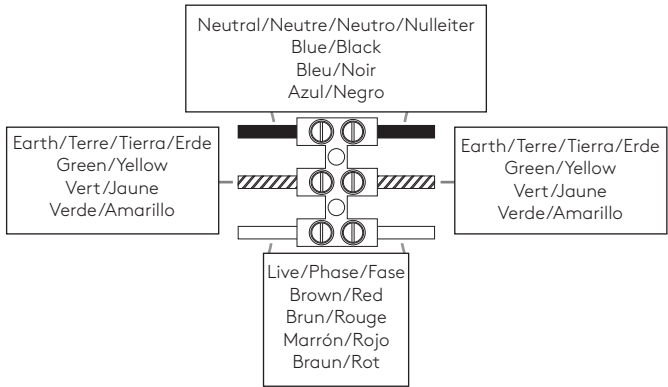 Neutral/Neutre/Neutro/Nulleiter
Blue/Black
Bleu/Noir
Azul/Negro
Earth/Terre/Tierra/Erde
Green/Yellow
Vert/Jaune
Verde/Amarillo
Earth/Terre/Tierra/Erde
Green/Yellow
Vert/Jaune
Verde/Amarillo
Live/Phase/Fase
Brown/Red
Brun/Rouge
Marrón/Rojo
Braun/Rot